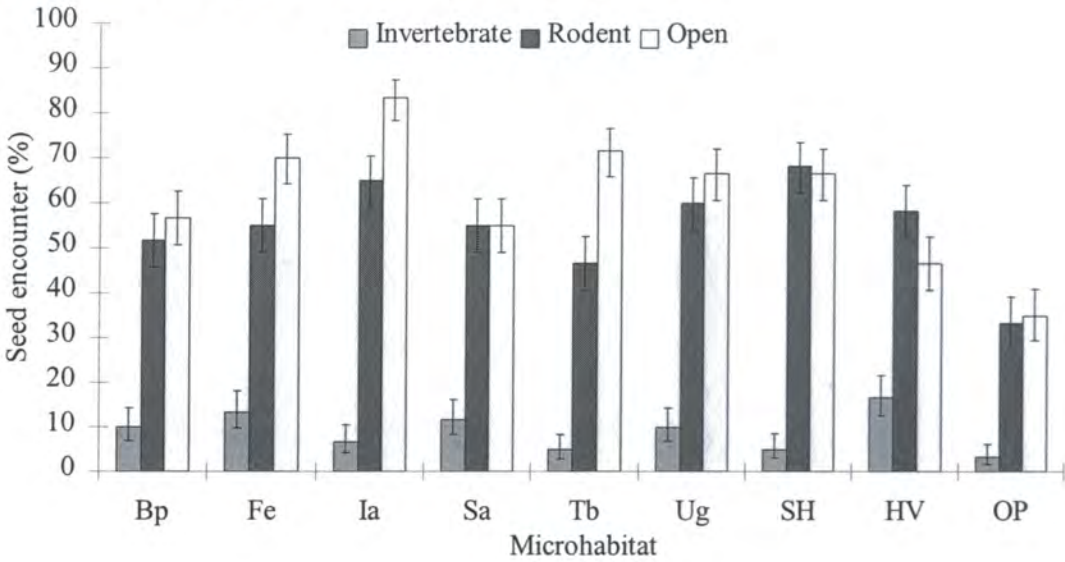 Invertebrate Rodent Open
Seed encounter (%)
100
90
80
70
60
50
40
30
20
10
0
Bp Fe Ia Sa Tb Ug SH HV OP
Microhabitat